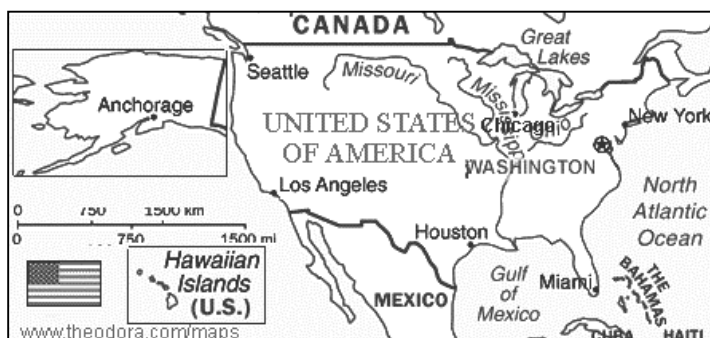 CANADA
Great
Lakes
Seattle
Missouri
Mississippi
Anchorage
UNITED STATES
OF AMERICA
Chicago
Ohio
New York
WASHINGTON
Los Angeles
North
Atlantic
Ocean
0 750 1500 km
0 750 1500 mi
Houston
Hawaiian
Islands
(U.S.)
MEXICO
Gulf
of
Mexico
Miami
THE
BAHAMAS
CUBA
HAITI
www.theodora.com/maps